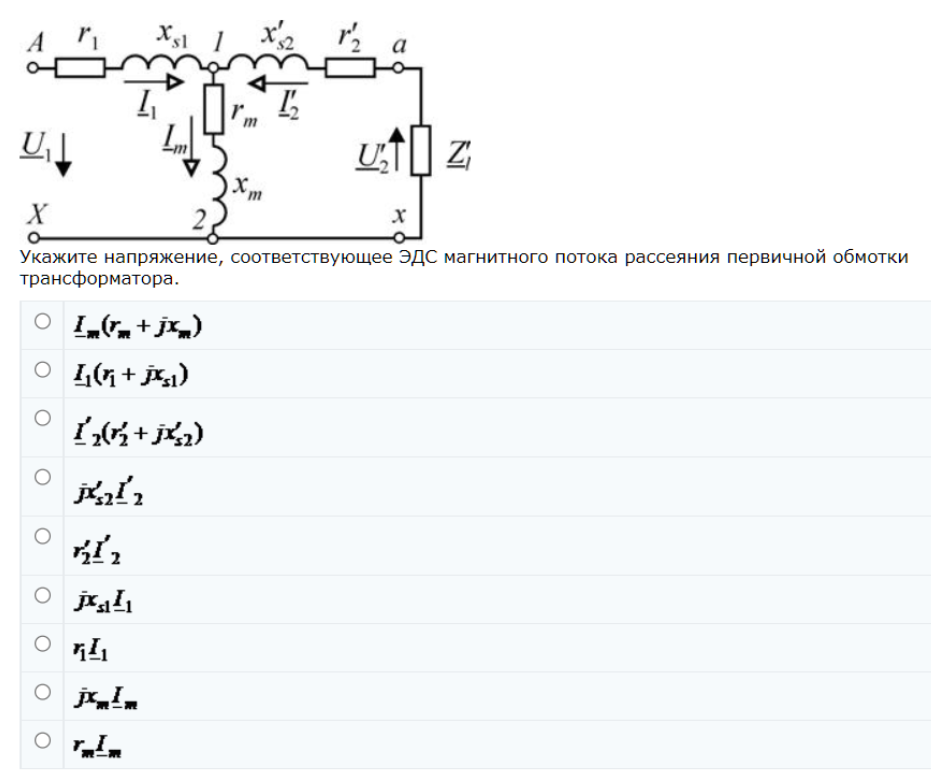 A r₁ xₛ₁ 1 x′ₛ₂ r′₂ a
I₁ rₘ I′₂
U₁ Iₘ U′₂ Z′ₗ
xₘ
X 2 x
Укажите напряжение, соответствующее ЭДС магнитного потока рассеяния первичной обмотки
трансформатора.
Iₘ(rₘ + jxₘ)
I₁(r₁ + jxₛ₁)
I′₂(r′₂ + jx′ₛ₂)
jx′ₛ₂I′₂
r′₂I′₂
jxₛ₁I₁
r₁I₁
jxₘIₘ
rₘIₘ